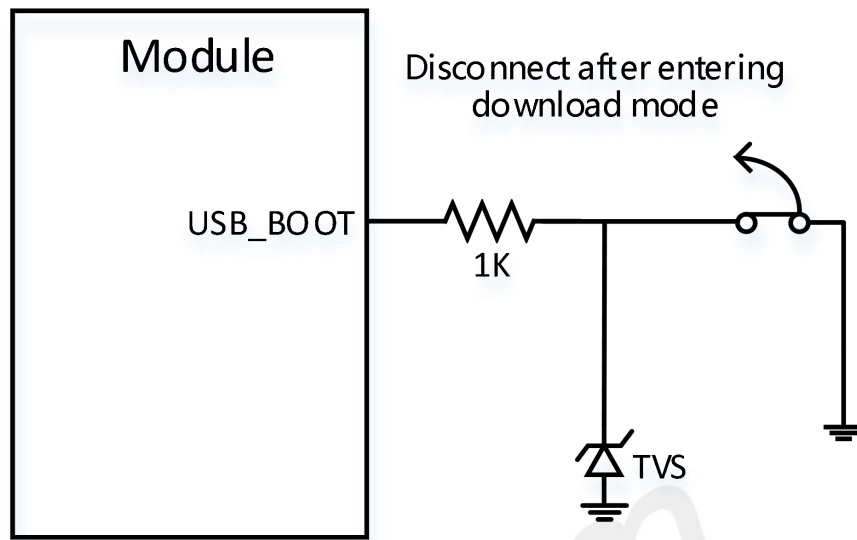 Module
Disconnect after entering
download mode
USB_BOOT
1K
TVS